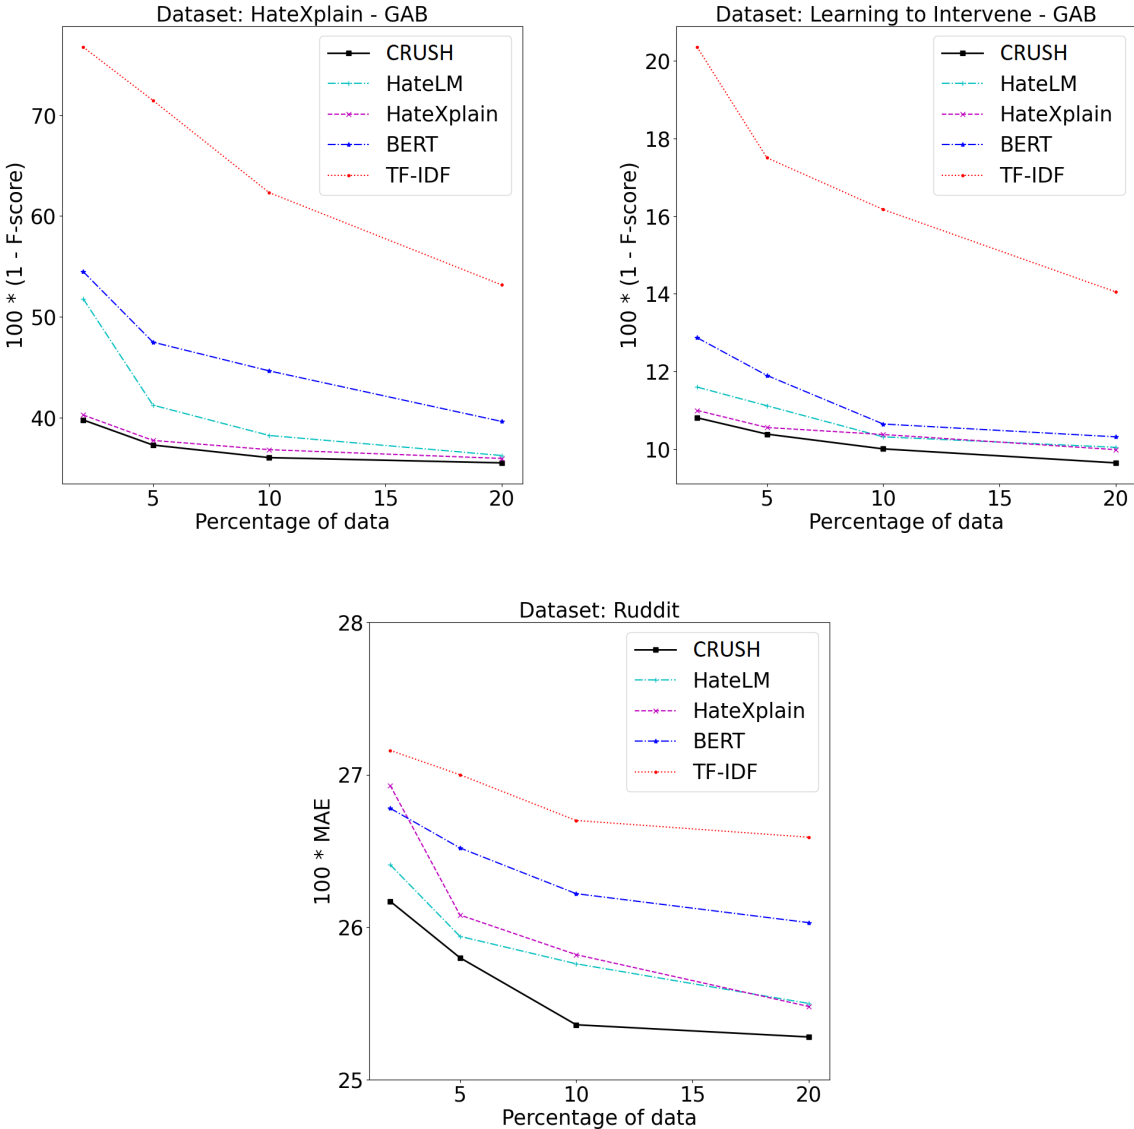 Dataset: HateXplain - GAB
100 * (1 - F-score)
70
60
50
40
CRUSH
HateLM
HateXplain
BERT
TF-IDF
5 10 15 20
Percentage of data
Dataset: Learning to Intervene - GAB
100 * (1 - F-score)
20
18
16
14
12
10
CRUSH
HateLM
HateXplain
BERT
TF-IDF
5 10 15 20
Percentage of data
Dataset: Ruddit
100 * MAE
28
27
26
25
CRUSH
HateLM
HateXplain
BERT
TF-IDF
5 10 15 20
Percentage of data